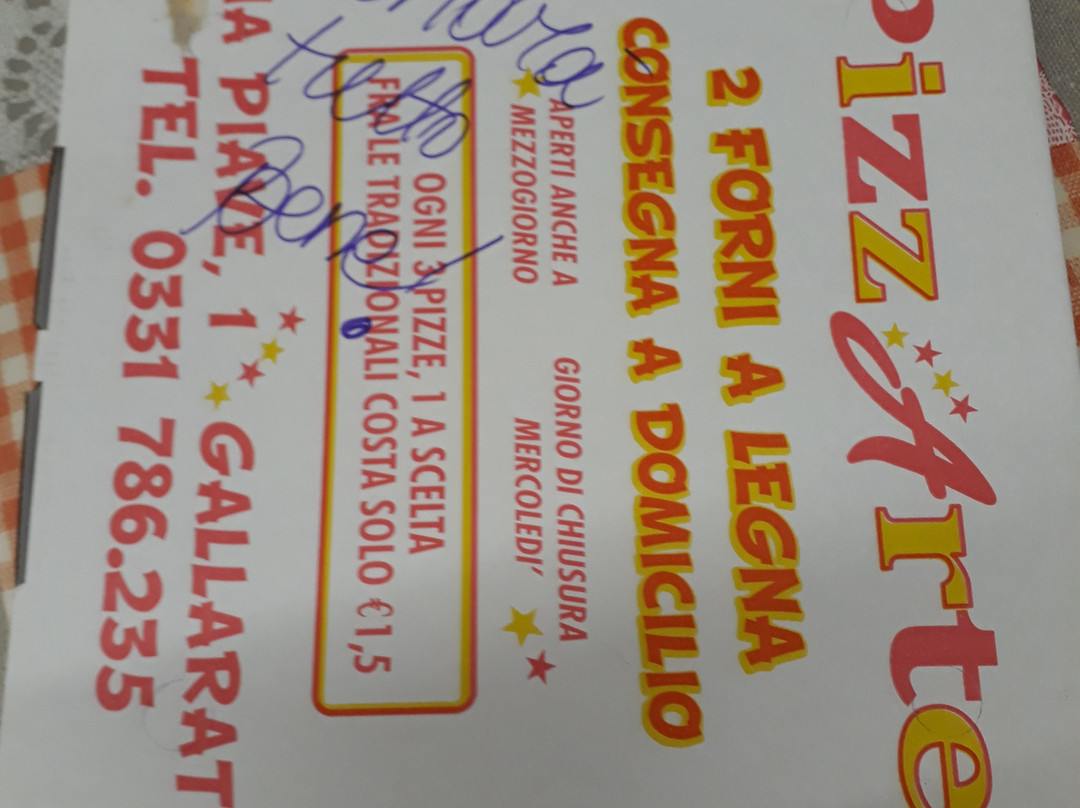 PizzArte
2 FORNI A LEGNA
CONSEGNA A DOMICILIO
APERTI ANCHE A
MEZZOGIORNO
GIORNO DI CHIUSURA
MERCOLEDI'
OGNI 3 PIZZE, 1 A SCELTA
FRA LE TRADIZIONALI COSTA SOLO € 1,5
IA PIAVE, 1 GALLARAT
TEL. 0331 786.235
tutto
Bene!